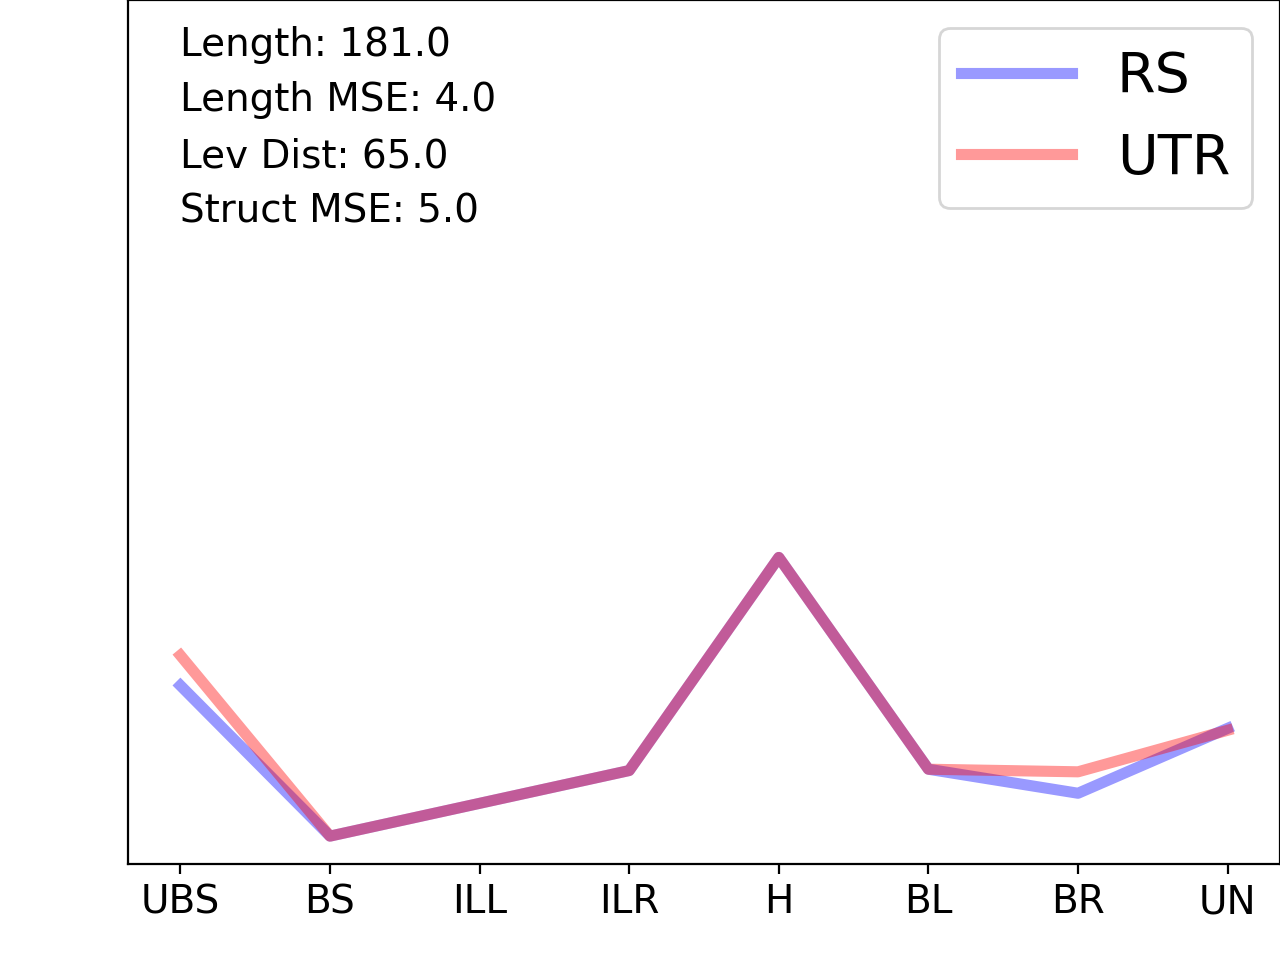 Length: 181.0
Length MSE: 4.0
Lev Dist: 65.0
Struct MSE: 5.0
RS
UTR
UBS BS ILL ILR H BL BR UN